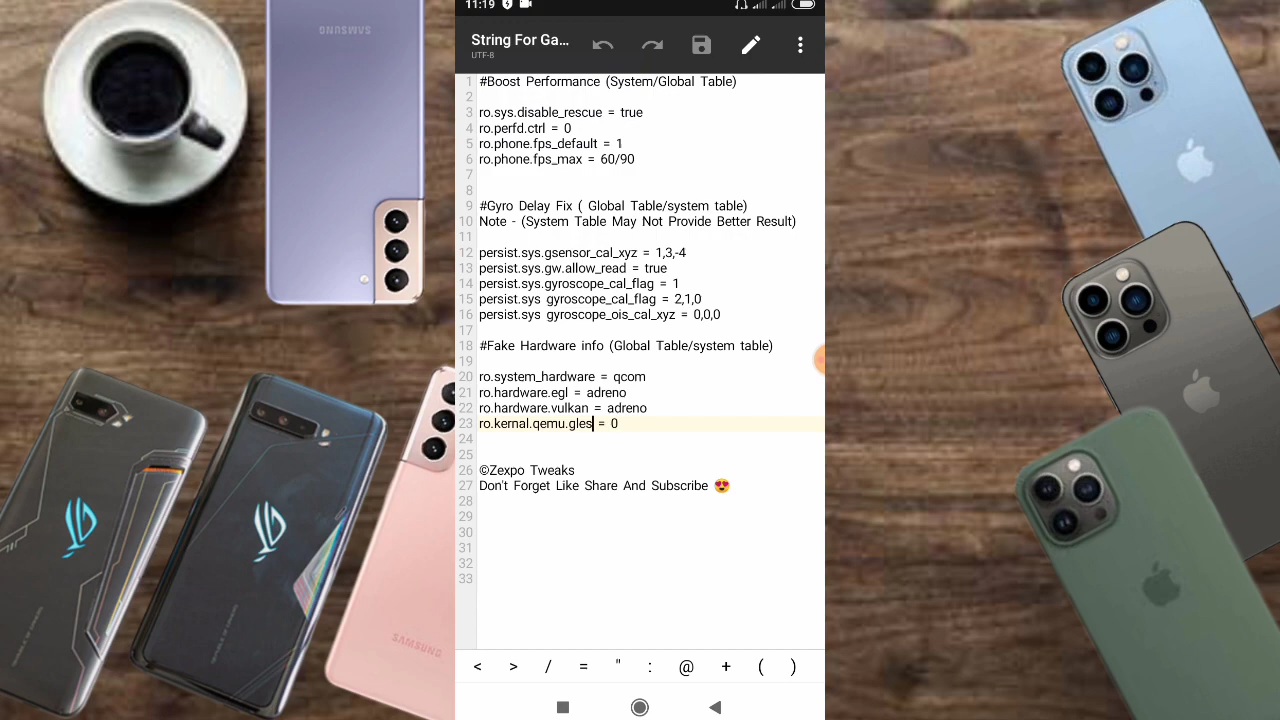 SAMSUNG
11:19
String For Ga...
UTF-8
1 #Boost Performance (System/Global Table)
2
3 ro.sys.disable_rescue = true
4 ro.perfd.ctrl = 0
5 ro.phone.fps_default = 1
6 ro.phone.fps_max = 60/90
7
8
9 #Gyro Delay Fix ( Global Table/system table)
10 Note - (System Table May Not Provide Better Result)
11
12 persist.sys.gsensor_cal_xyz = 1,3,-4
13 persist.sys.gw.allow_read = true
14 persist.sys.gyroscope_cal_flag = 1
15 persist.sys gyroscope_cal_flag = 2,1,0
16 persist.sys gyroscope_ois_cal_xyz = 0,0,0
17
18 #Fake Hardware info (Global Table/system table)
19
20 ro.system_hardware = qcom
21 ro.hardware.egl = adreno
22 ro.hardware.vulkan = adreno
23 ro.kernal.qemu.gles = 0
24
25
26 ©Zexpo Tweaks
27 Don't Forget Like Share And Subscribe 😍
28
29
30
31
32
33
< > / = " : @ + ( )
SAMSUNG